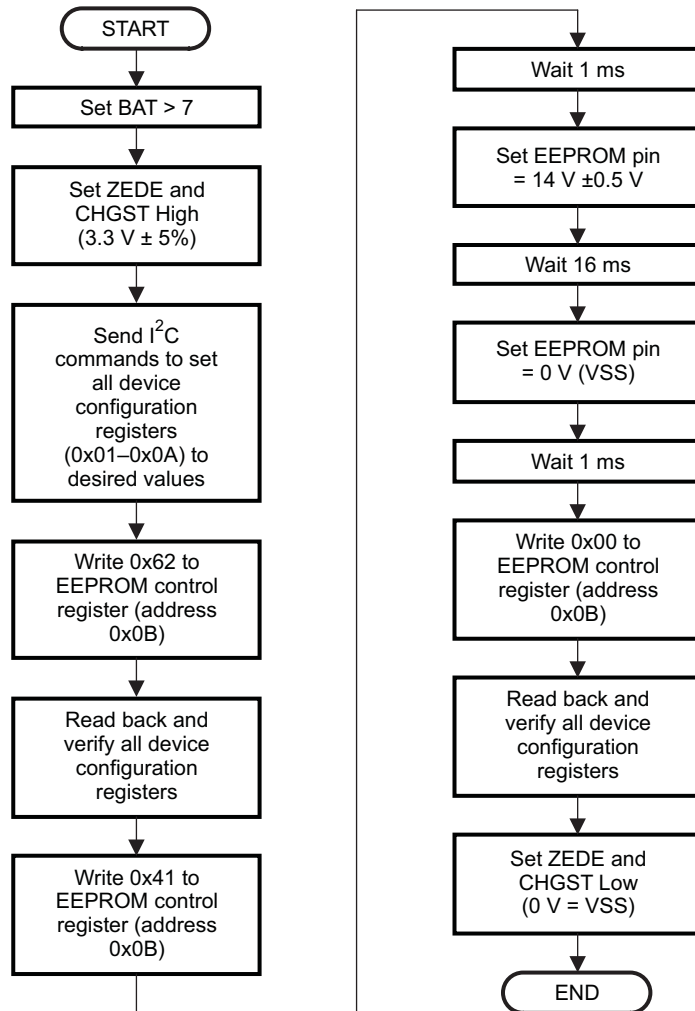 START
Set BAT > 7
Set ZEDE and
CHGST High
(3.3 V ± 5%)
Send I²C
commands to set
all device
configuration
registers
(0x01–0x0A) to
desired values
Write 0x62 to
EEPROM control
register (address
0x0B)
Read back and
verify all device
configuration
registers
Write 0x41 to
EEPROM control
register (address
0x0B)
Wait 1 ms
Set EEPROM pin
= 14 V ±0.5 V
Wait 16 ms
Set EEPROM pin
= 0 V (VSS)
Wait 1 ms
Write 0x00 to
EEPROM control
register (address
0x0B)
Read back and
verify all device
configuration
registers
Set ZEDE and
CHGST Low
(0 V = VSS)
END